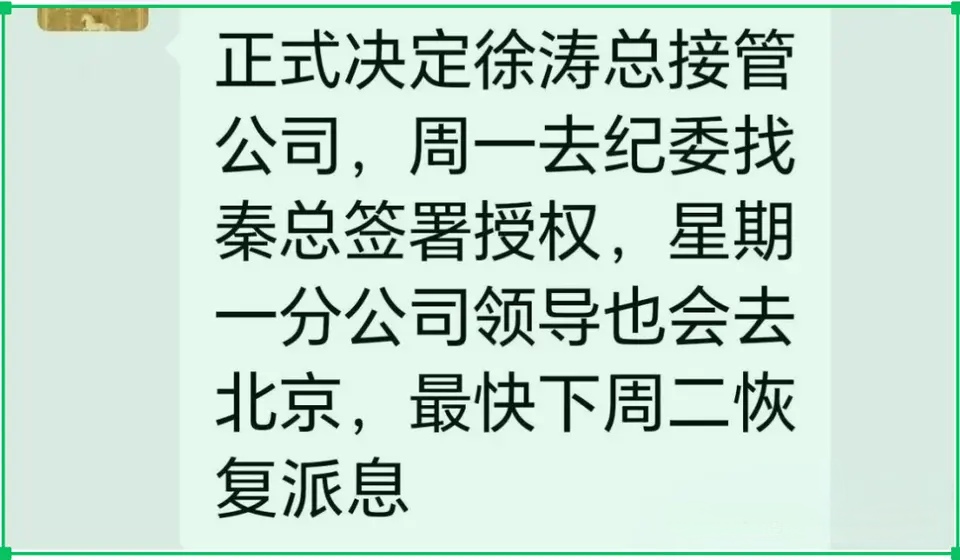 正式决定徐涛总接管
公司，周一去纪委找
秦总签署授权，星期
一分公司领导也会去
北京，最快下周二恢
复派息